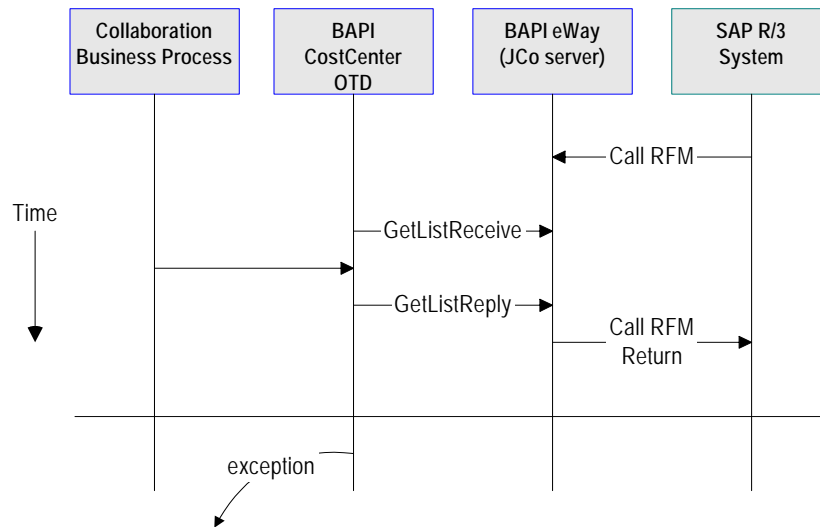 Collaboration
Business Process
BAPI
CostCenter
OTD
BAPI eWay
(JCo server)
SAP R/3
System
Call RFM
Time
GetListReceive
GetListReply
Call RFM
Return
exception